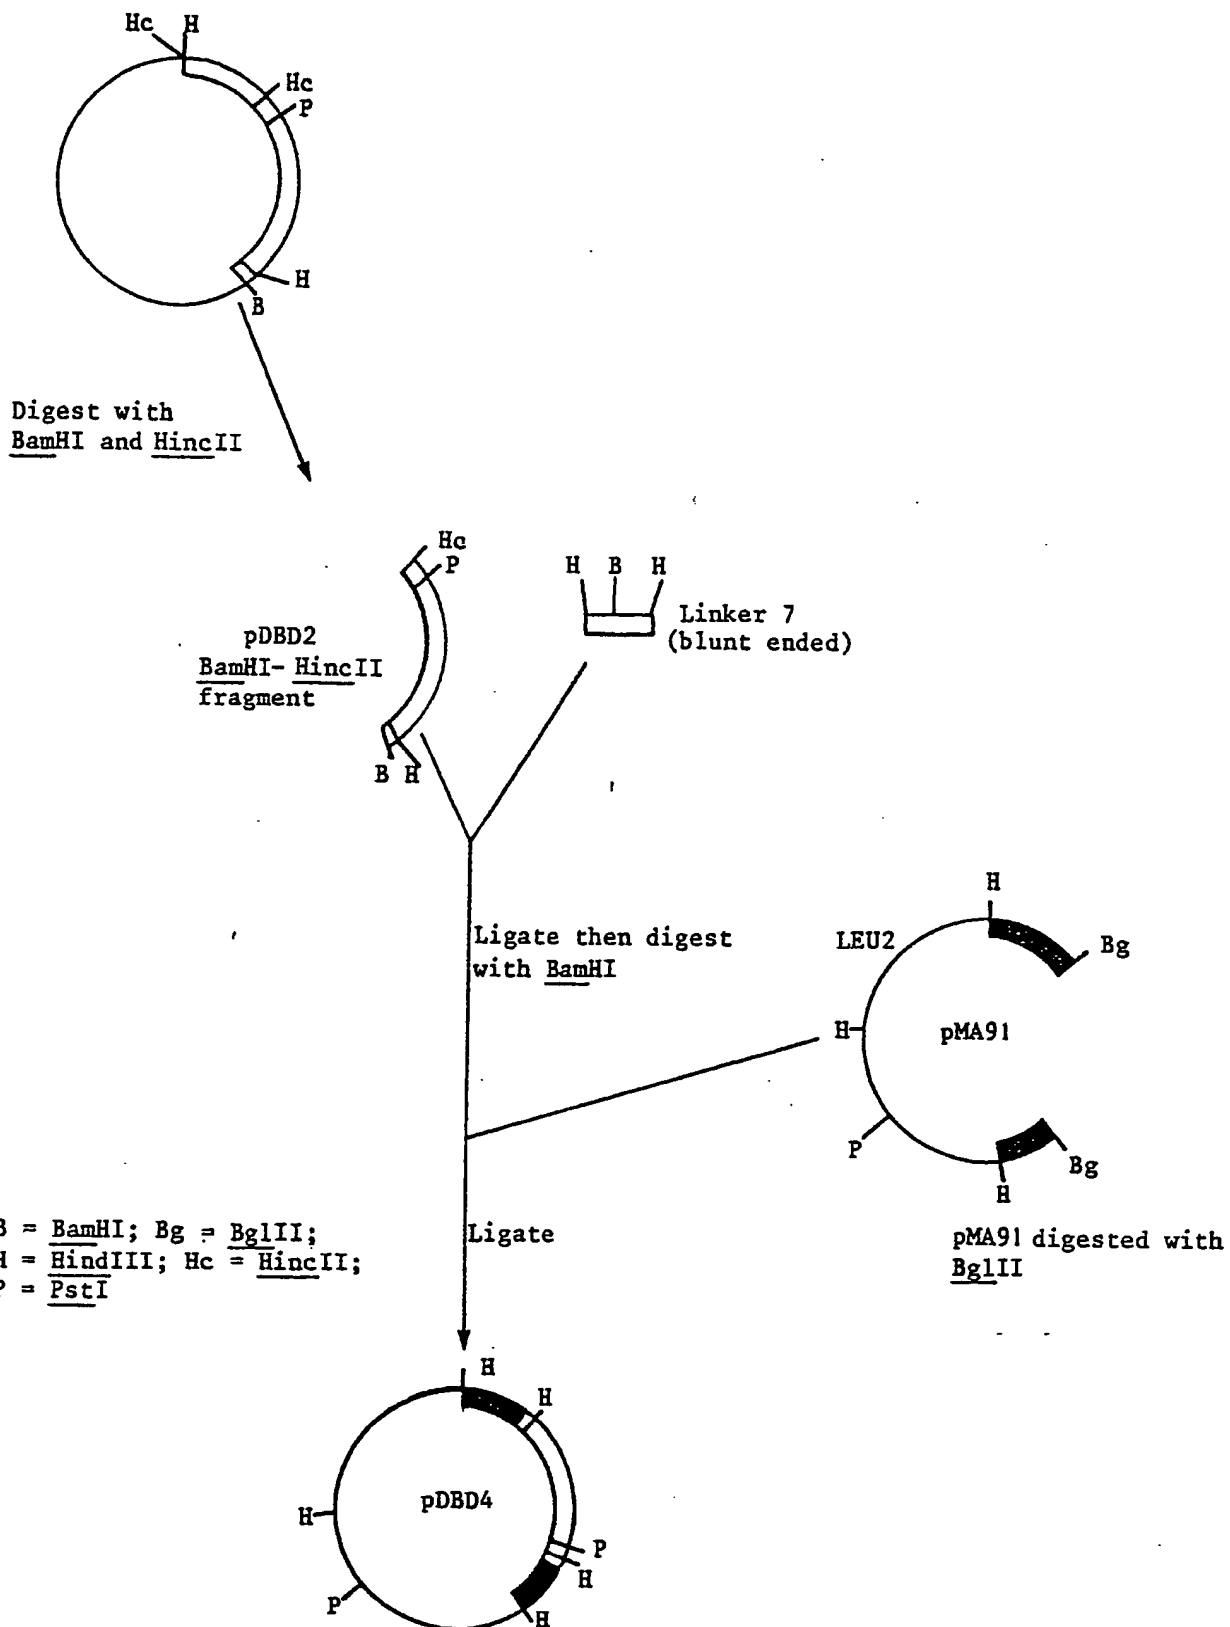 Hc H
Hc
P
H
B
Digest with
BamHI and HincII
Hc
P
H B H
Linker 7
(blunt ended)
pDBD2
BamHI- HincII
fragment
B H
H
LEU2
Bg
Ligate then digest
with BamHI
H
pMA91
P
Bg
H
B = BamHI; Bg = BglII;
H = HindIII; Hc = HincII;
P = PstI
Ligate
pMA91 digested with
BglII
H
H
pDBD4
H
P
H
P
H